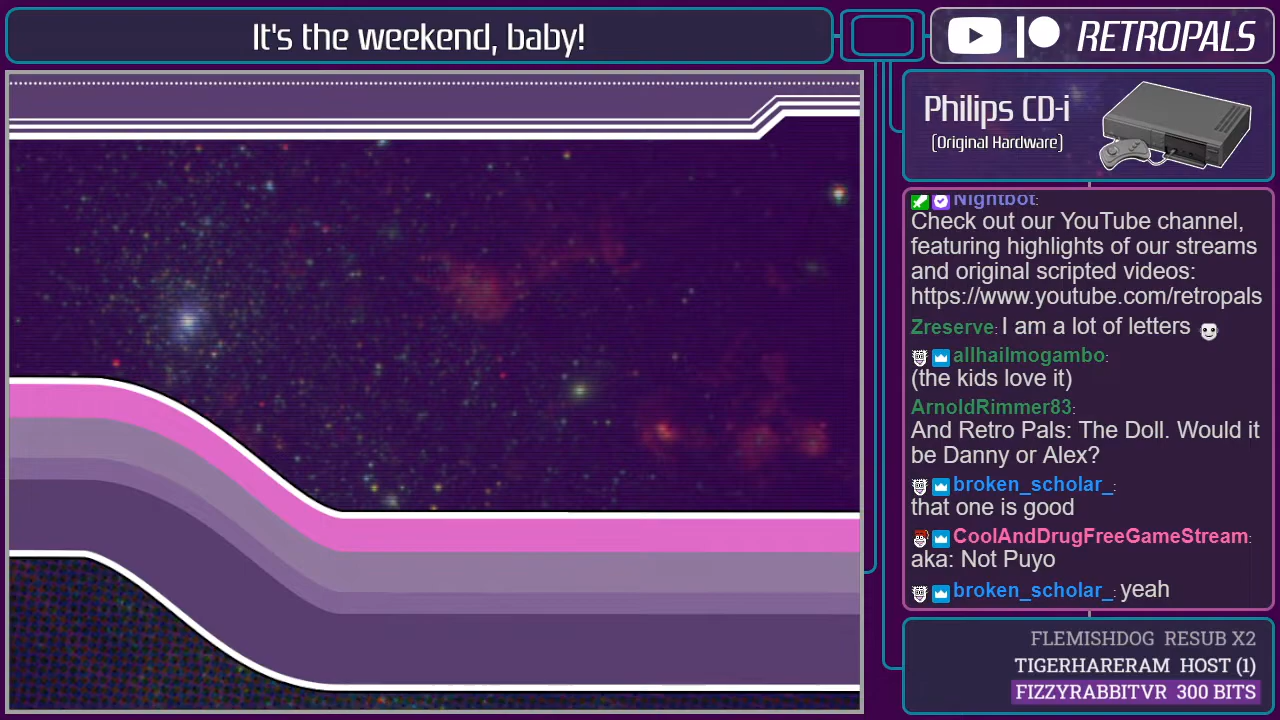 It's the weekend, baby!
RETROPALS
Philips CD-i
(Original Hardware)
Nightbot:
Check out our YouTube channel,
featuring highlights of our streams
and original scripted videos:
https://www.youtube.com/retropals
Zreserve: I am a lot of letters
allhailmogambo:
(the kids love it)
ArnoldRimmer83:
And Retro Pals: The Doll. Would it
be Danny or Alex?
broken_scholar_:
that one is good
CoolAndDrugFreeGameStream:
aka: Not Puyo
broken_scholar_: yeah
FLEMISHDOG RESUB X2
TIGERHARERAM HOST (1)
FIZZYRABBITVR 300 BITS